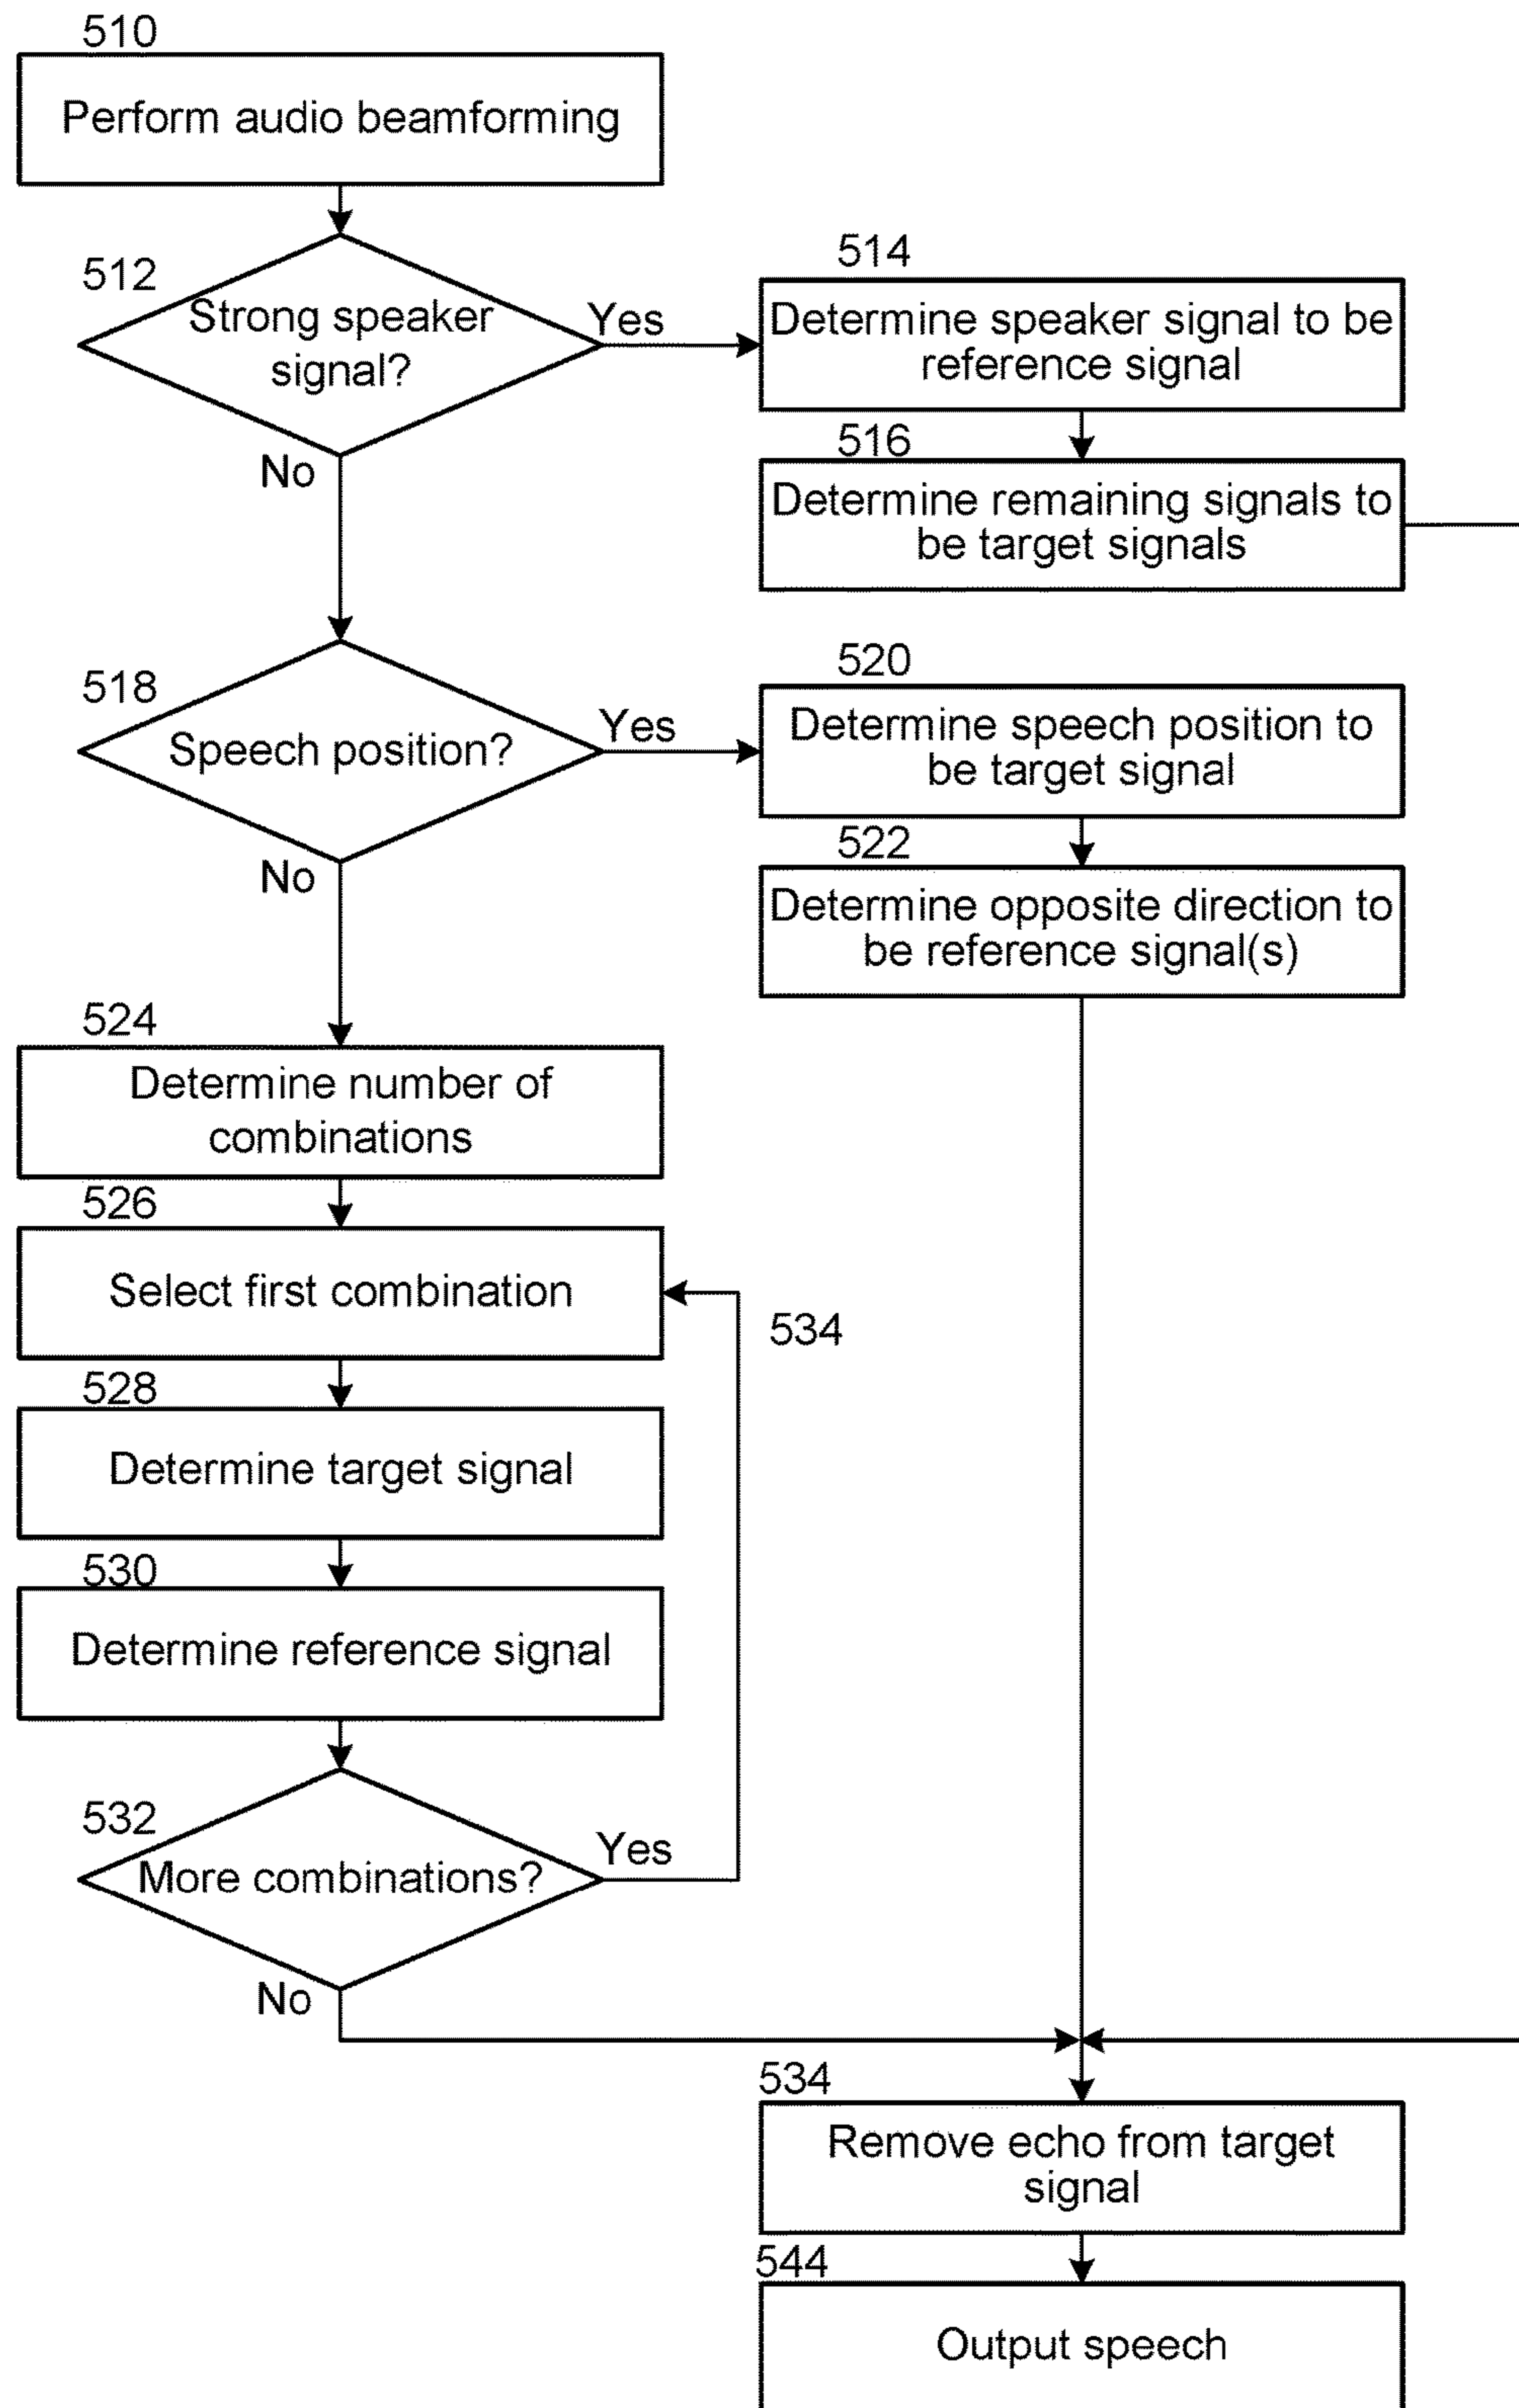 510
Perform audio beamforming
512
Strong speaker
signal?
Yes
No
514
Determine speaker signal to be
reference signal
516
Determine remaining signals to
be target signals
518
Speech position?
Yes
No
520
Determine speech position to
be target signal
522
Determine opposite direction to
be reference signal(s)
524
Determine number of
combinations
526
Select first combination
534
528
Determine target signal
530
Determine reference signal
532
More combinations?
Yes
No
534
Remove echo from target
signal
544
Output speech